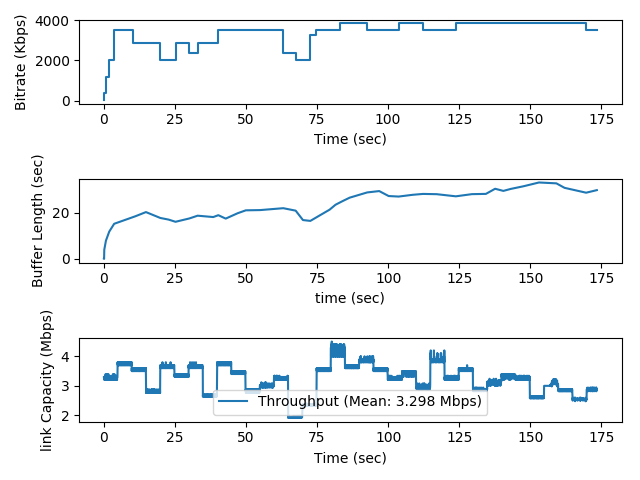 Bitrate (Kbps)
4000
2000
0
0 25 50 75 100 125 150 175
Time (sec)
Buffer Length (sec)
20
0
0 25 50 75 100 125 150 175
time (sec)
link Capacity (Mbps)
4
3
2
Throughput (Mean: 3.298 Mbps)
0 25 50 75 100 125 150 175
Time (sec)